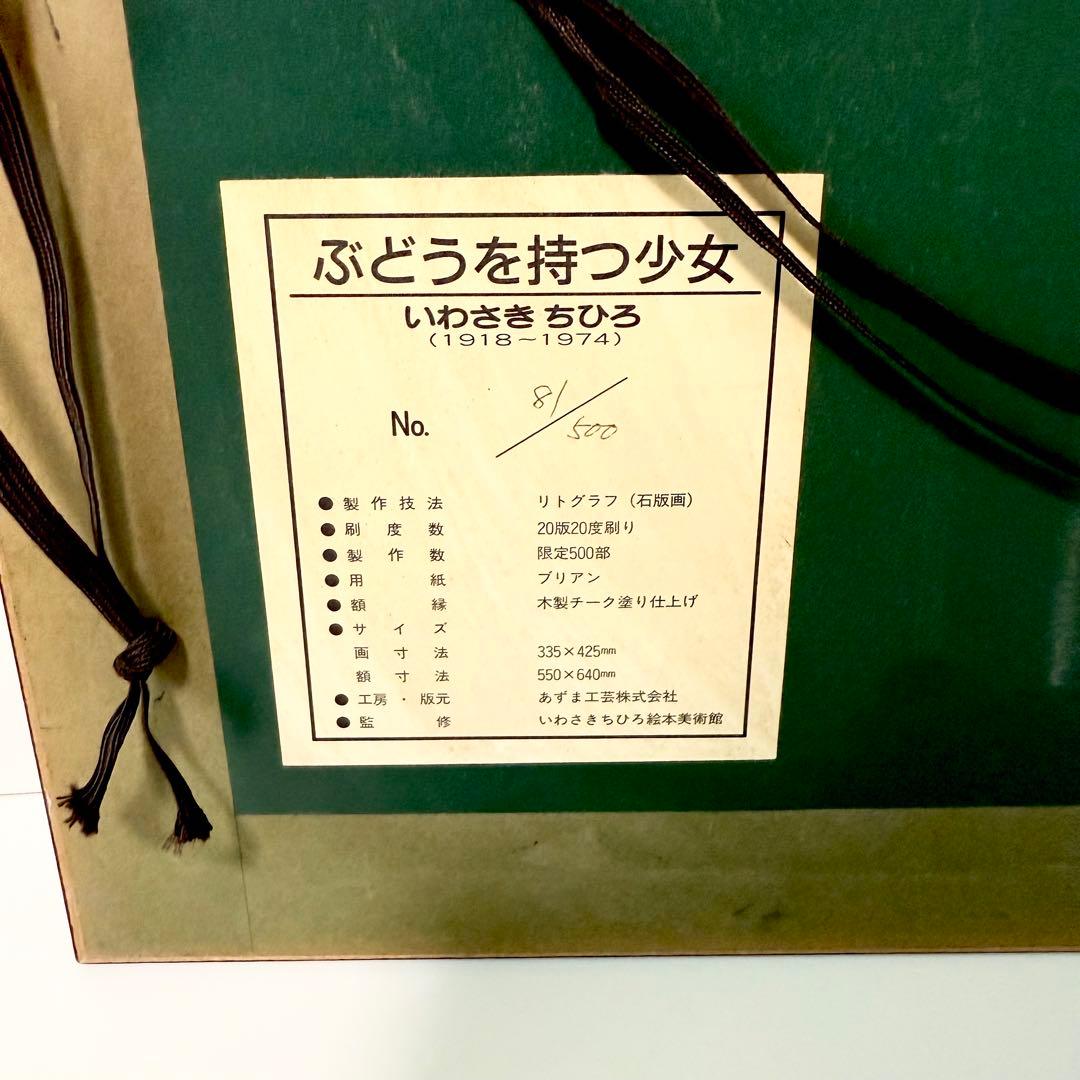 ぶどうを持つ少女
いわさき ちひろ
(1918～1974)
No. 81/500
●製作技法 リトグラフ（石版画）
●刷度数 20版20度刷り
●製作数 限定500部
●用紙 ブリアン
●額縁 木製チーク塗り仕上げ
●サイズ
画寸法 335×425mm
額寸法 550×640mm
●工房・版元 あずま工芸株式会社
●監修 いわさきちひろ絵本美術館